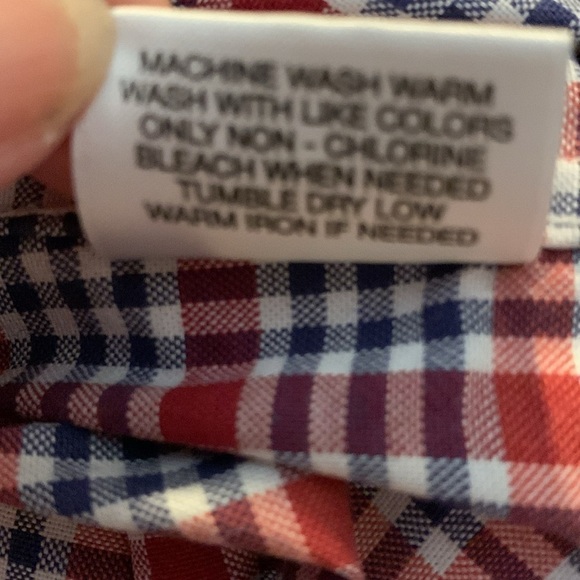 MACHINE WASH WARM
WASH WITH LIKE COLORS
ONLY NON - CHLORINE
BLEACH WHEN NEEDED
TUMBLE DRY LOW
WARM IRON IF NEEDED